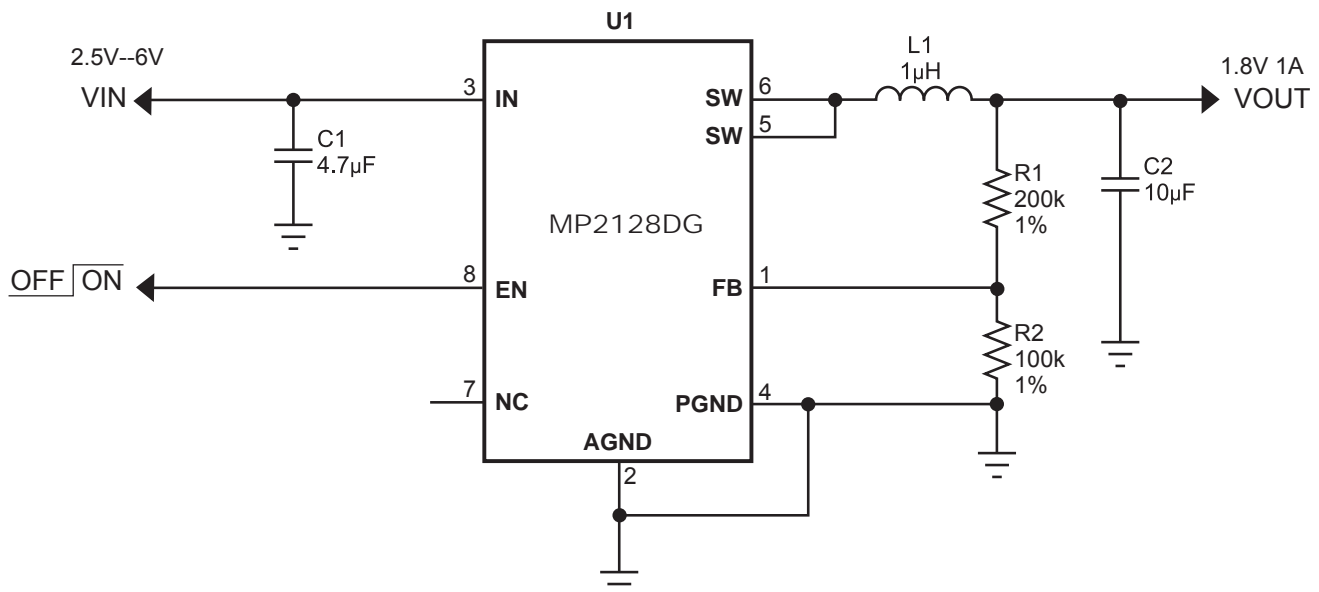 U1
2.5V--6V
VIN
3
IN
C1
4.7µF
OFF ON
8
EN
7
NC
MP2128DG
AGND
2
SW
6
SW
5
FB
1
PGND
4
L1
1µH
R1
200k
1%
R2
100k
1%
C2
10µF
1.8V 1A
VOUT